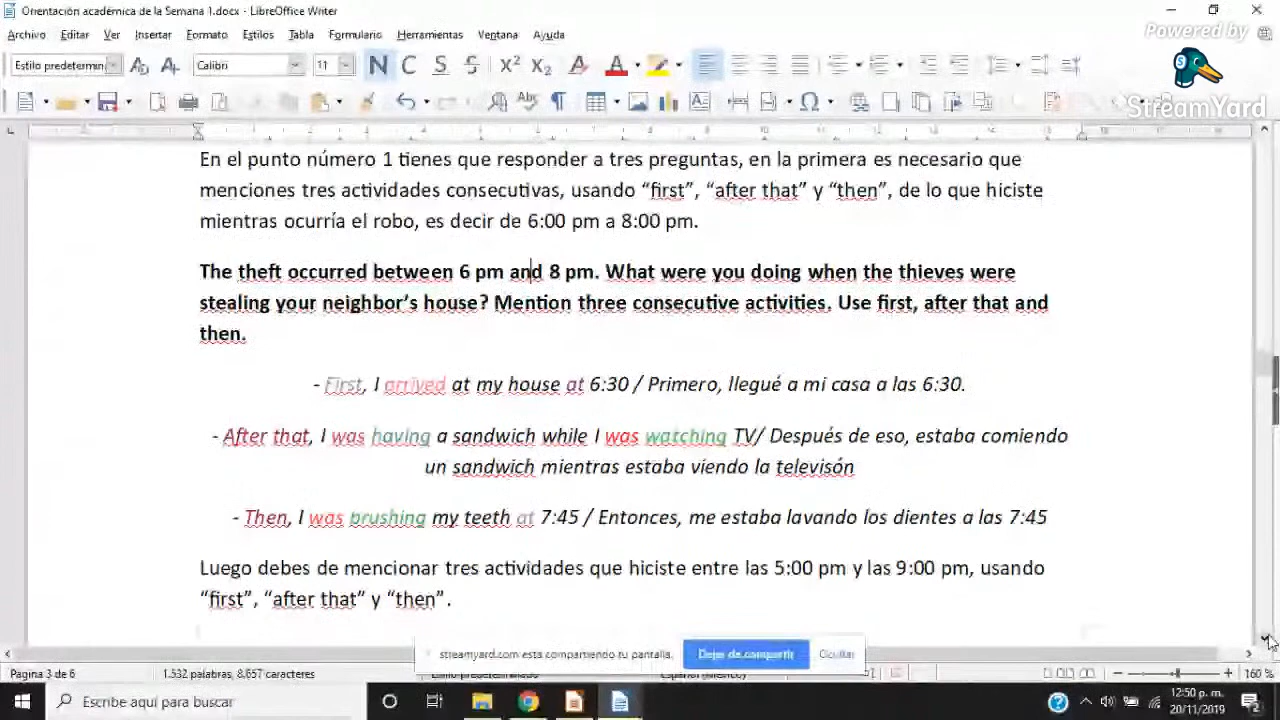 Orientación académica de la Semana 1.docx - LibreOffice Writer
Powered by
Archivo Editar Ver Insertar Formato Estilos Tabla Formulario Herramientas Ventana Ayuda
Estilo predetermin Calibri 11
StreamYard
En el punto número 1 tienes que responder a tres preguntas, en la primera es necesario que
menciones tres actividades consecutivas, usando “first”, “after that” y “then”, de lo que hiciste
mientras ocurría el robo, es decir de 6:00 pm a 8:00 pm.
The theft occurred between 6 pm and 8 pm. What were you doing when the thieves were
stealing your neighbor’s house? Mention three consecutive activities. Use first, after that and
then.
- First, I arrived at my house at 6:30 / Primero, llegué a mi casa a las 6:30.
- After that, I was having a sandwich while I was watching TV/ Después de eso, estaba comiendo
un sandwich mientras estaba viendo la televisón
- Then, I was brushing my teeth at 7:45 / Entonces, me estaba lavando los dientes a las 7:45
Luego debes de mencionar tres actividades que hiciste entre las 5:00 pm y las 9:00 pm, usando
“first”, “after that” y “then”.
streamyard.com está compartiendo tu pantalla. Dejar de compartir Ocultar
Página 3 de 6 1,532 palabras, 8,657 caracteres Español (México) 160 %
Escribe aquí para buscar
12:50 p. m.
20/11/2019